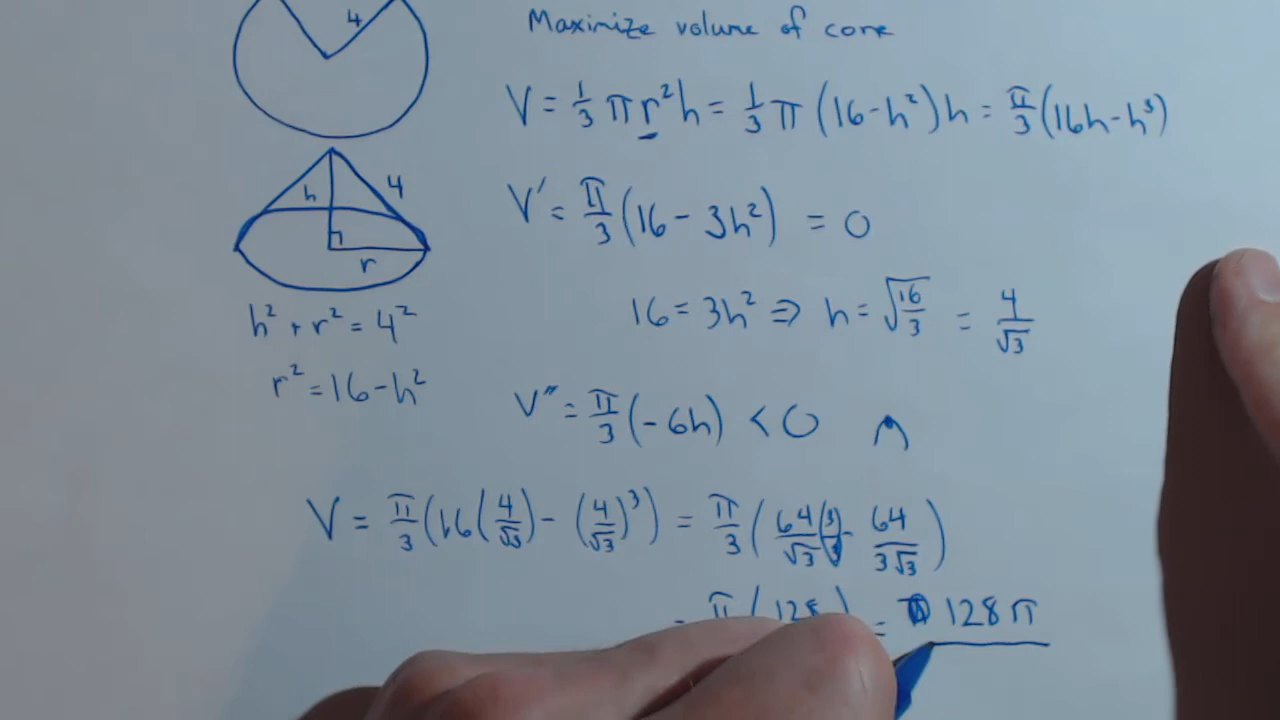 4
Maximize volume of cone
V = 1/3 π r² h = 1/3 π (16 - h²) h = π/3 (16h - h³)
h 4
r
V' = π/3 (16 - 3h²) = 0
h² + r² = 4²
16 = 3h² ⇒ h = √(16/3) = 4/√3
r² = 16 - h²
V'' = π/3 (-6h) < 0
V = π/3 (16 (4/√3) - (4/√3)³) = π/3 (64/√3 (3/3) - 64/(3√3))
= π (128) = 128 π